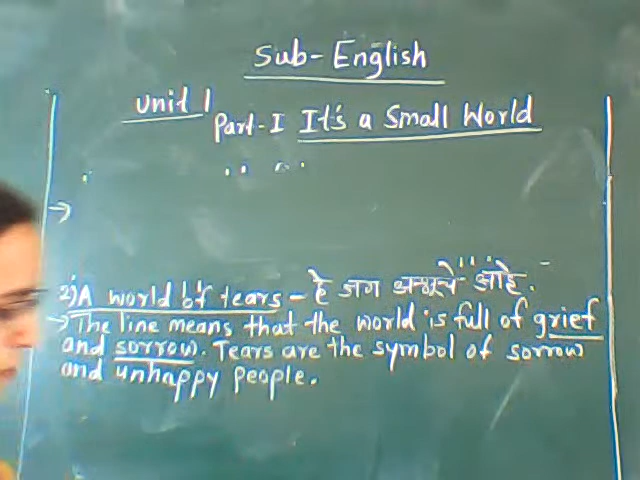 Sub- English
Unit 1
Part-I It's a Small World
→
2) A world of tears - हे जग अश्रूंचे आहे.
→ The line means that the world is full of grief
and sorrow. Tears are the symbol of sorrow
and unhappy people.